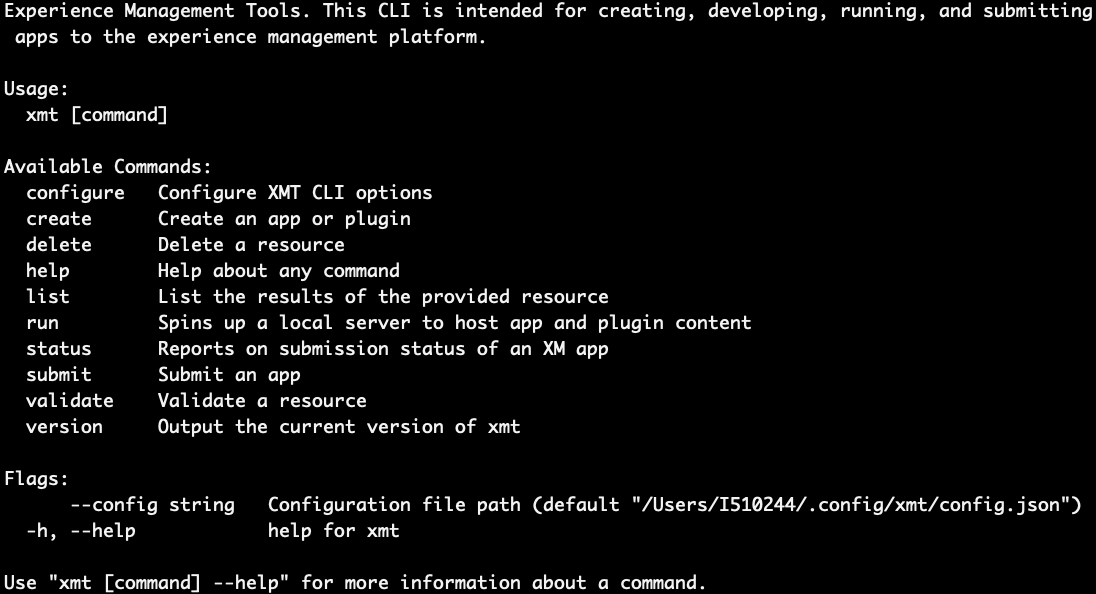 Experience Management Tools. This CLI is intended for creating, developing, running, and submitting
apps to the experience management platform.
Usage:
xmt [command]
Available Commands:
configure Configure XMT CLI options
create Create an app or plugin
delete Delete a resource
help Help about any command
list List the results of the provided resource
run Spins up a local server to host app and plugin content
status Reports on submission status of an XM app
submit Submit an app
validate Validate a resource
version Output the current version of xmt
Flags:
--config string Configuration file path (default "/Users/I510244/.config/xmt/config.json")
-h, --help help for xmt
Use "xmt [command] --help" for more information about a command.